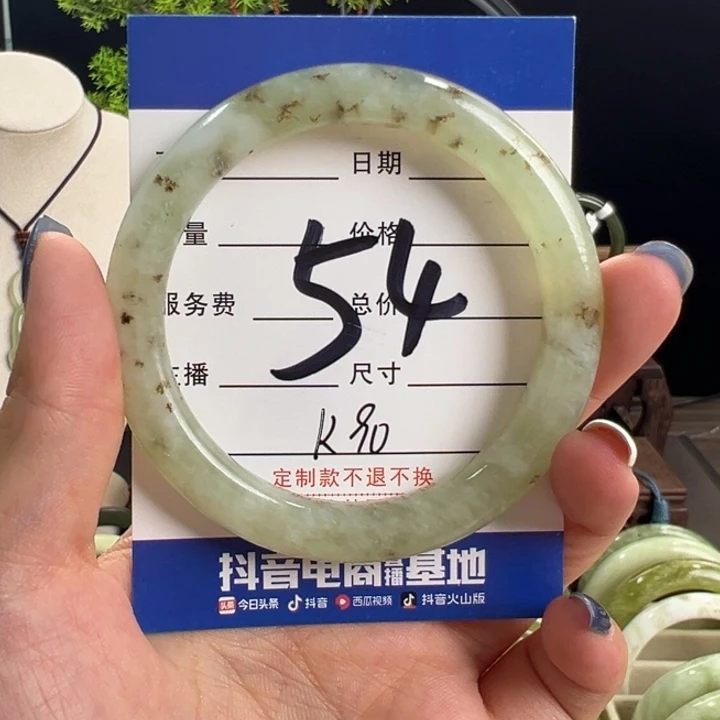 日期
量 价格
服务费 总价
主播 尺寸
54
K90
定制款不退不换
抖音电商直播基地
头条 今日头条 抖音 西瓜视频 抖音火山版